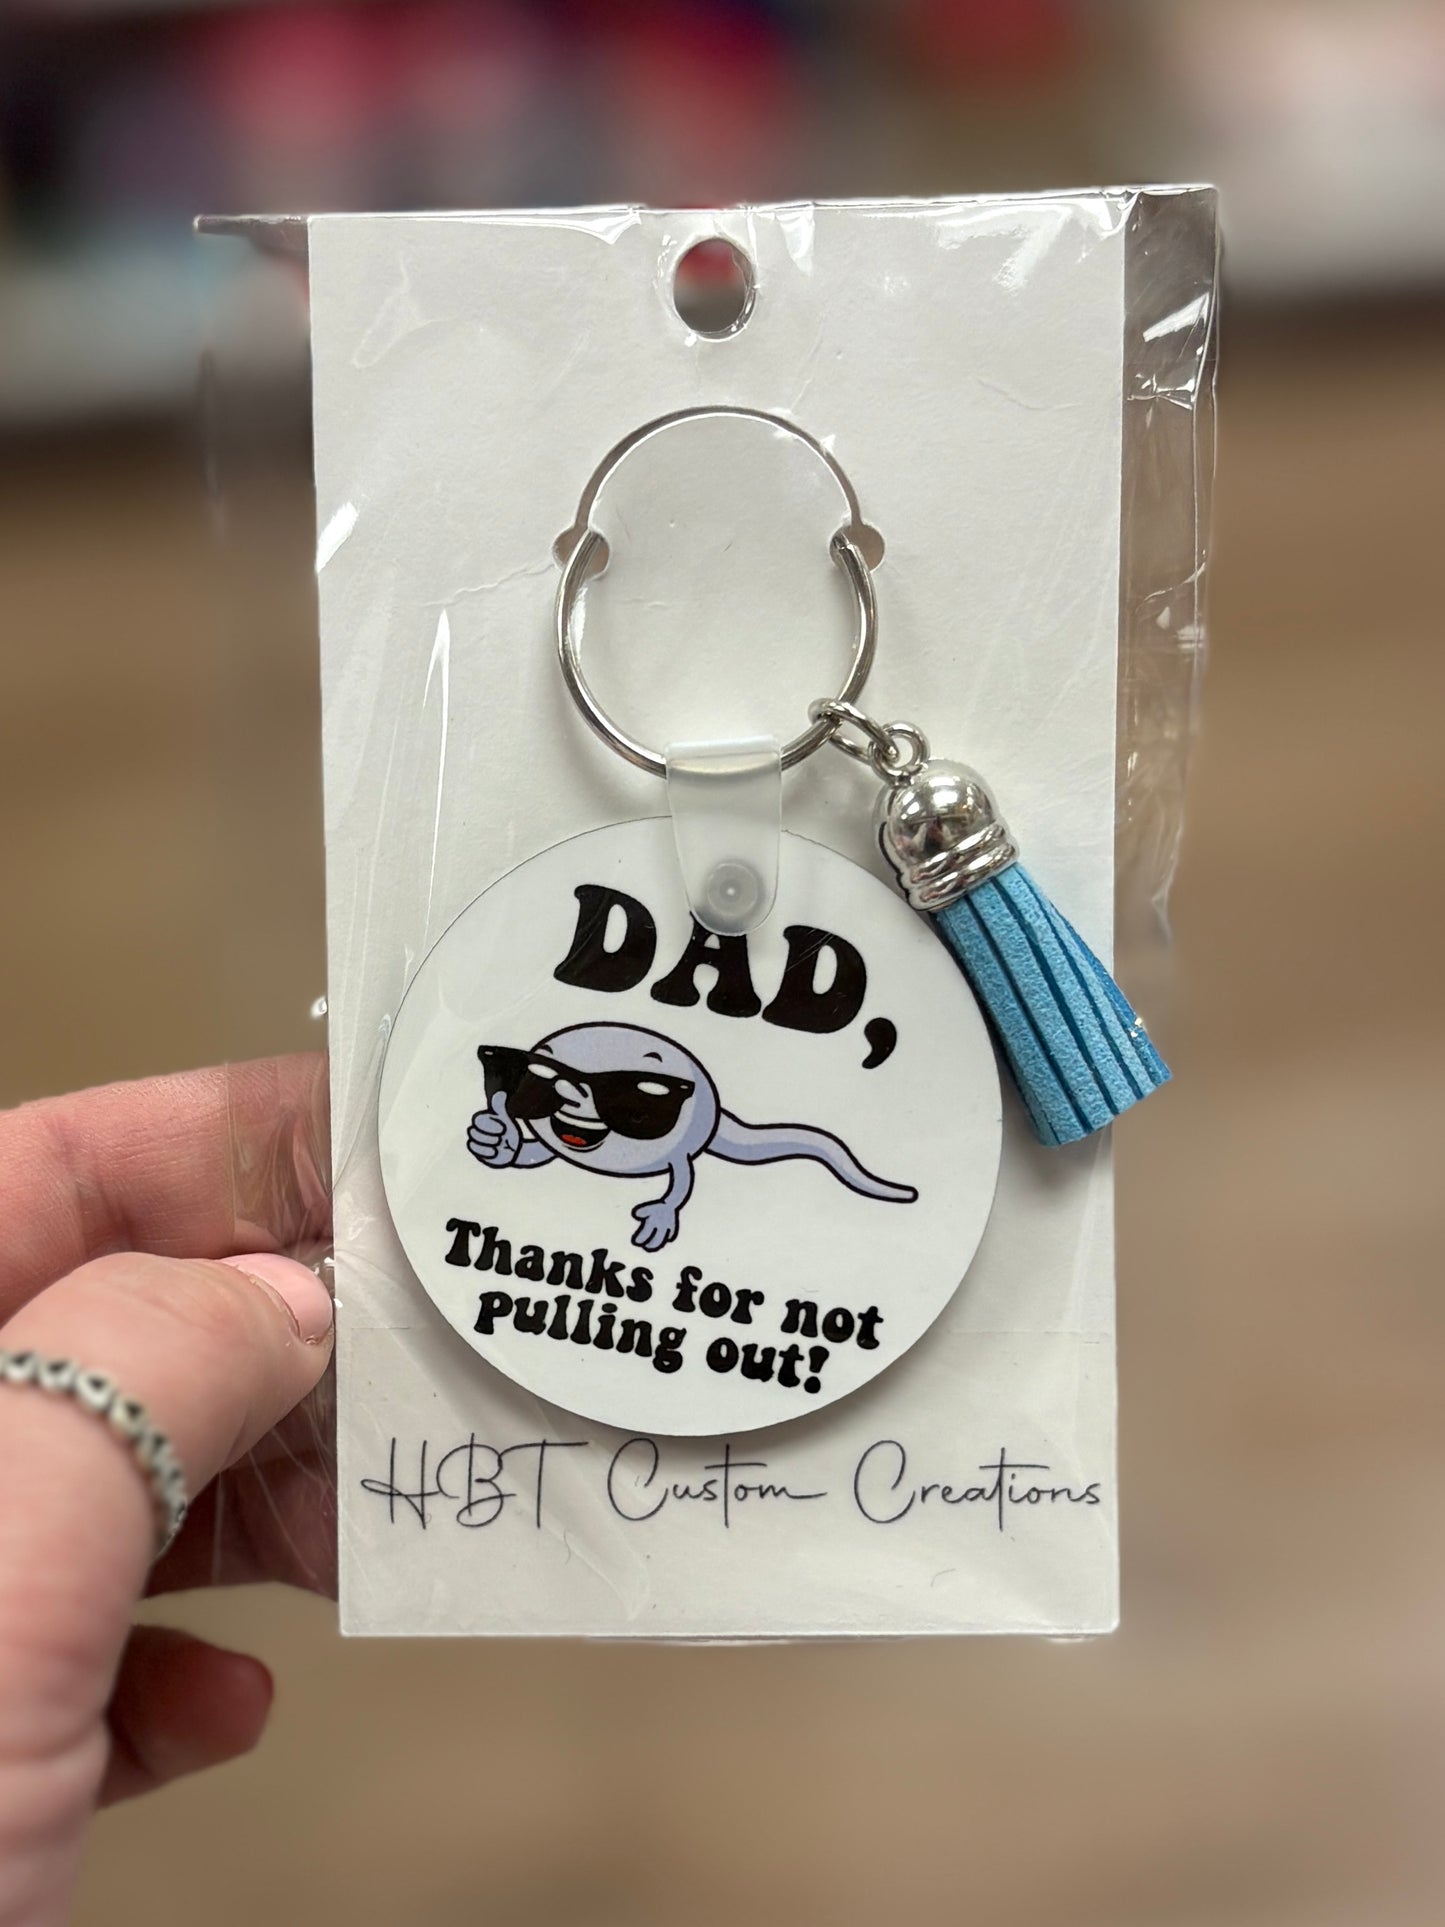 DAD,
Thanks for not
pulling out!
HBT Custom Creations